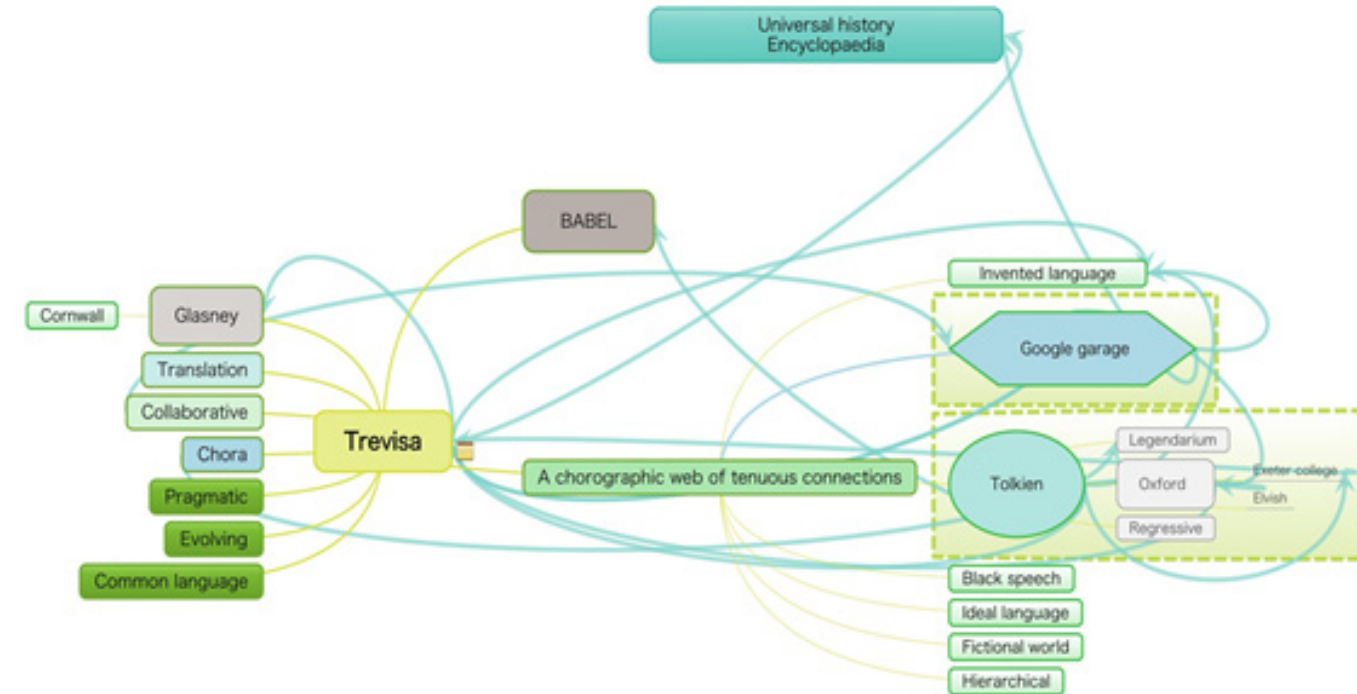 Universal history
Encyclopaedia
BABEL
Invented language
Cornwall
Glasney
Google garage
Translation
Collaborative
Trevisa
Legendarium
Chora
A chorographic web of tenuous connections
Tolkien
Oxford
Exeter college
Pragmatic
Elvish
Evolving
Regressive
Common language
Black speech
Ideal language
Fictional world
Hierarchical